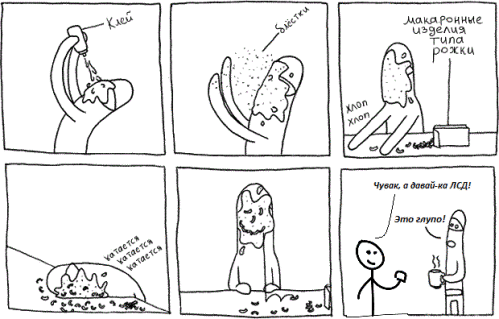 Клей
блёстки
макаронные
изделия
типа
рожки
хлоп
хлоп
катается
катается
катается
Чувак, а давай-ка ЛСД!
Это глупо!